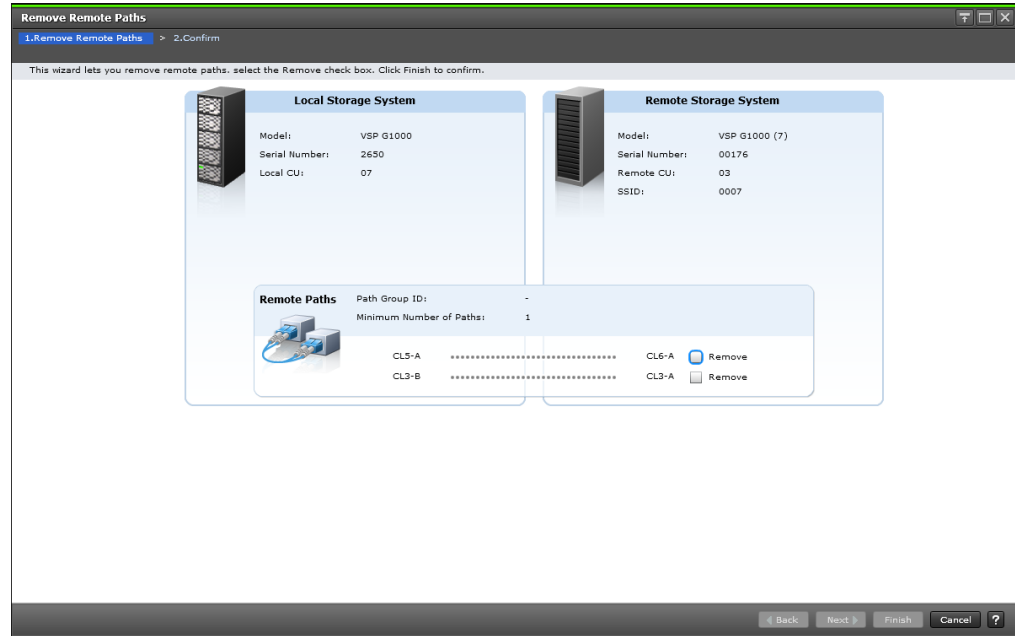 Remove Remote Paths
1.Remove Remote Paths > 2.Confirm
This wizard lets you remove remote paths. select the Remove check box. Click Finish to confirm.
Local Storage System
Model: VSP G1000
Serial Number: 2650
Local CU: 07
Remote Storage System
Model: VSP G1000 (7)
Serial Number: 00176
Remote CU: 03
SSID: 0007
Remote Paths
Path Group ID: -
Minimum Number of Paths: 1
CL5-A CL6-A Remove
CL3-B CL3-A Remove
Back Next Finish Cancel ?